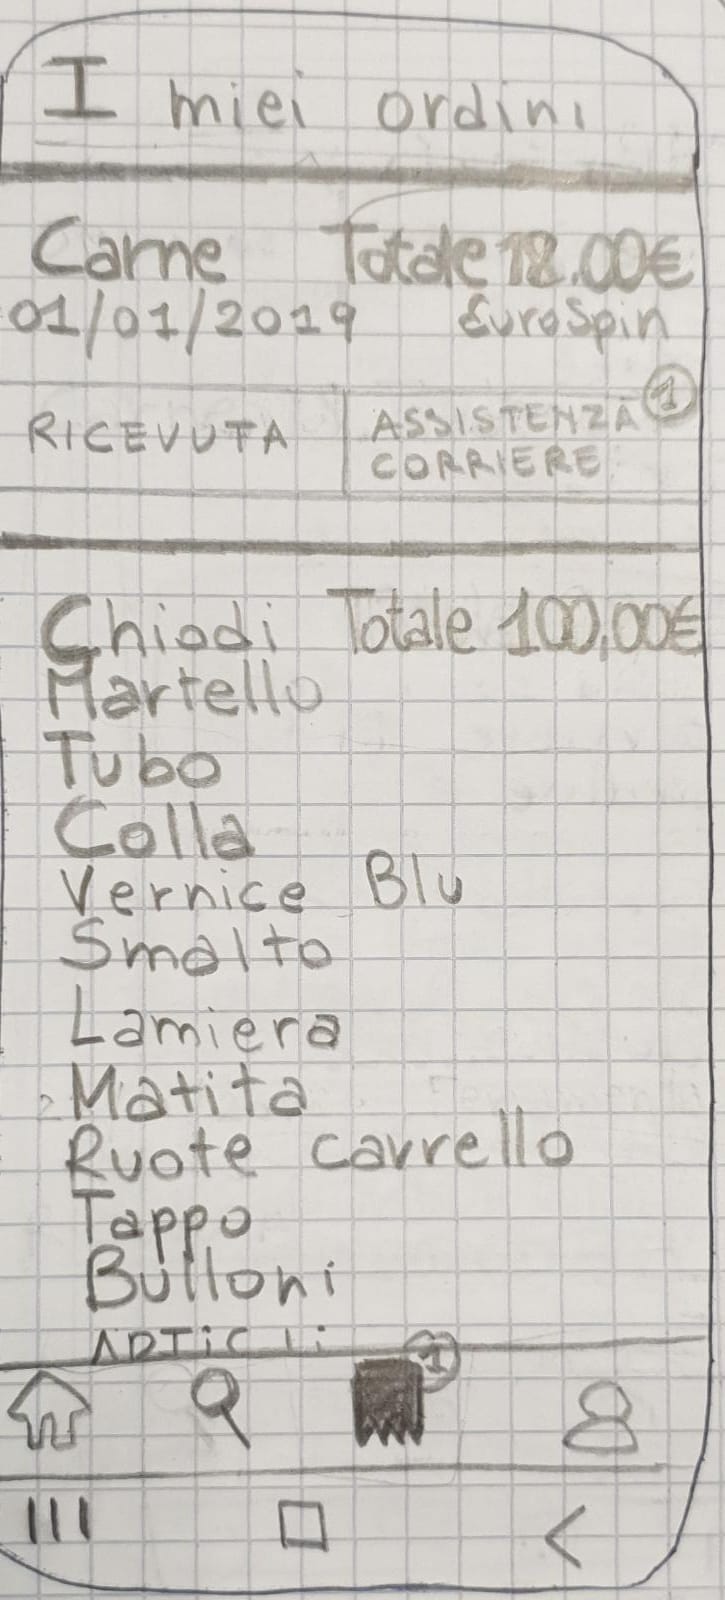 I miei ordini
Carne Totale 18.00€
01/01/2019 EuroSpin
RICEVUTA
ASSISTENZA 1
CORRIERE
Chiodi Totale 100,00€
Martello
Tubo
Colla
Vernice Blu
Smalto
Lamiera
Matita
Ruote carrello
Tappo
Bulloni
1